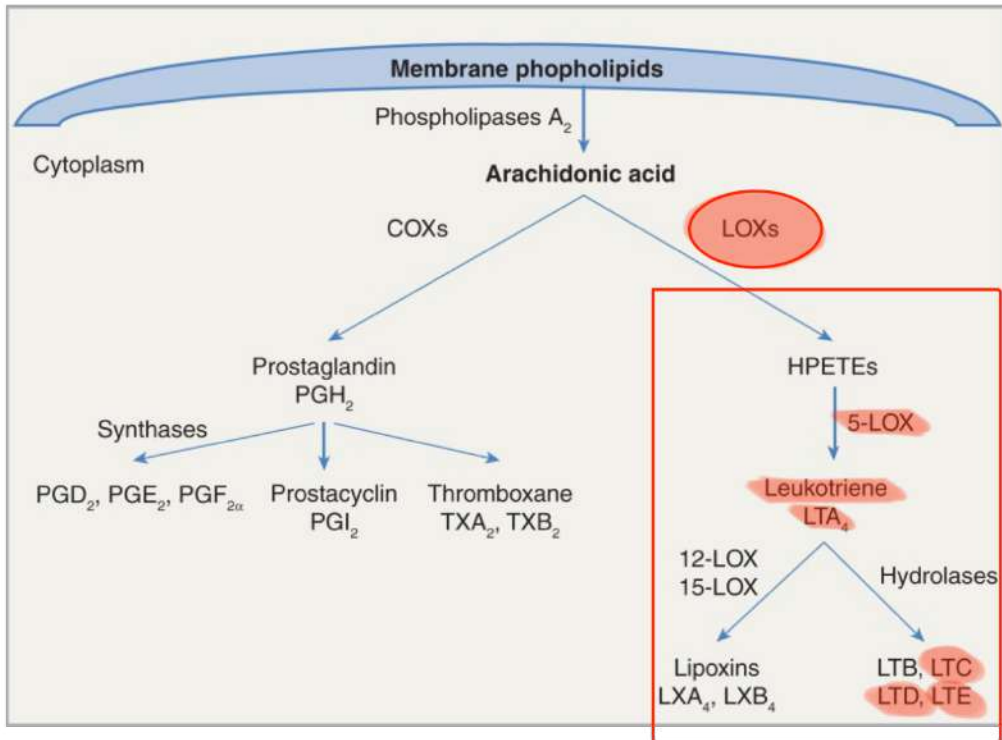 Membrane phopholipids
Phospholipases A₂
Cytoplasm
Arachidonic acid
COXs
LOXs
Prostaglandin
PGH₂
HPETEs
Synthases
5-LOX
PGD₂, PGE₂, PGF₂α
Prostacyclin
PGI₂
Thromboxane
TXA₂, TXB₂
Leukotriene
LTA₄
12-LOX
15-LOX
Hydrolases
Lipoxins
LXA₄, LXB₄
LTB, LTC
LTD, LTE